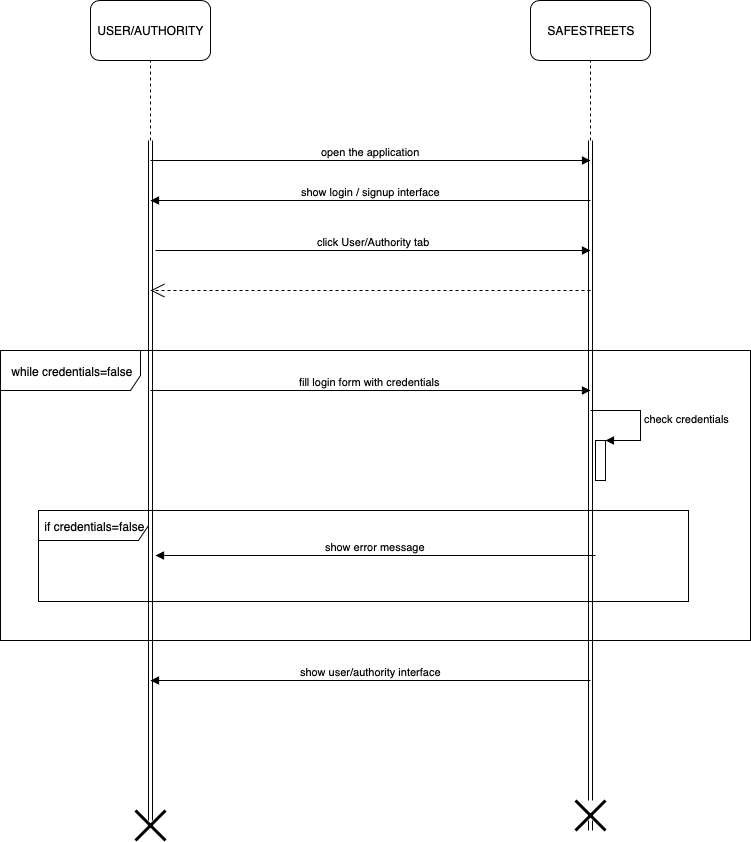 USER/AUTHORITY
SAFESTREETS
open the application
show login / signup interface
click User/Authority tab
while credentials=false
fill login form with credentials
check credentials
if credentials=false
show error message
show user/authority interface